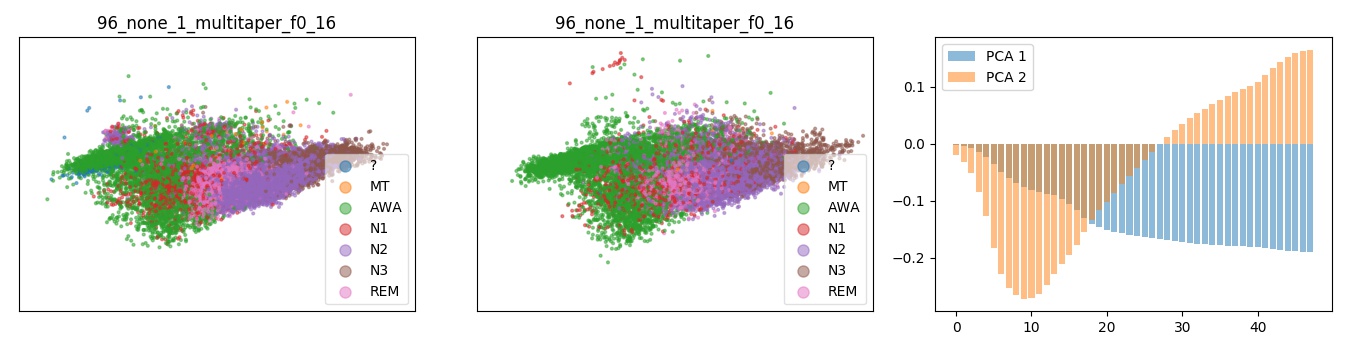 96_none_1_multitaper_f0_16
?
MT
AWA
N1
N2
N3
REM
96_none_1_multitaper_f0_16
?
MT
AWA
N1
N2
N3
REM
PCA 1
PCA 2
0.1
0.0
−0.1
−0.2
0 10 20 30 40